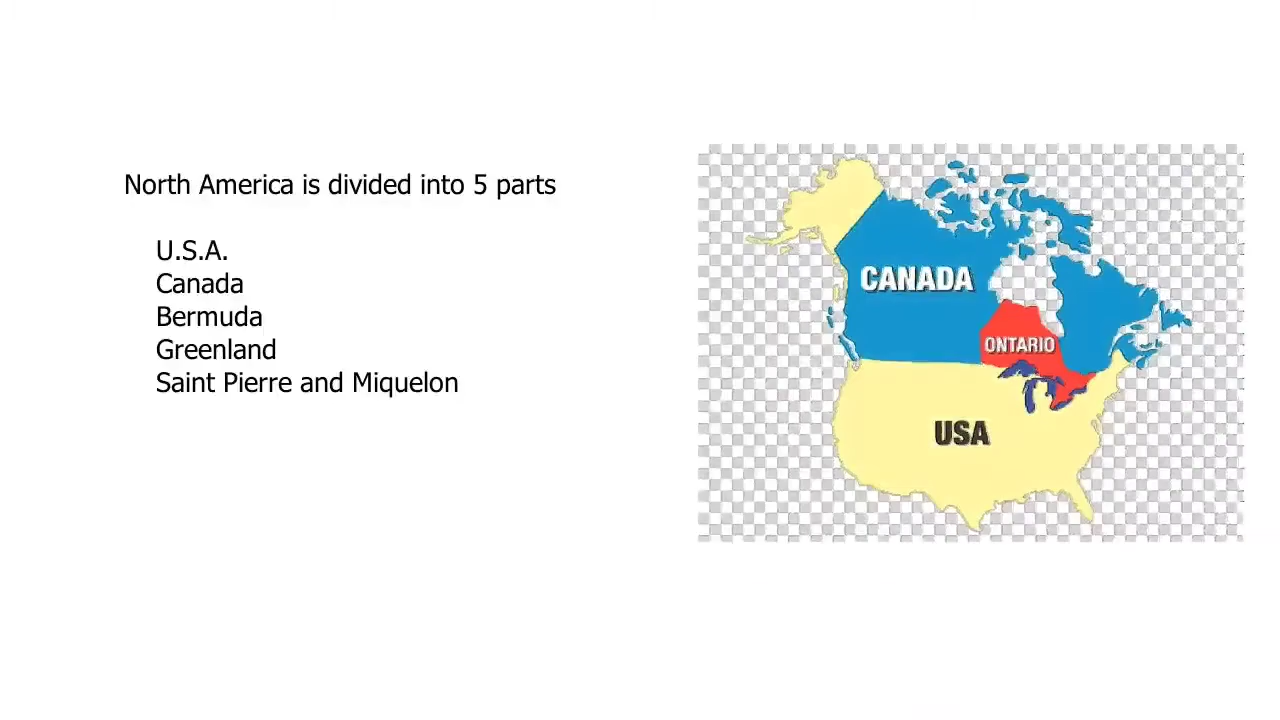 North America is divided into 5 parts
U.S.A.
Canada
Bermuda
Greenland
Saint Pierre and Miquelon
CANADA
ONTARIO
USA